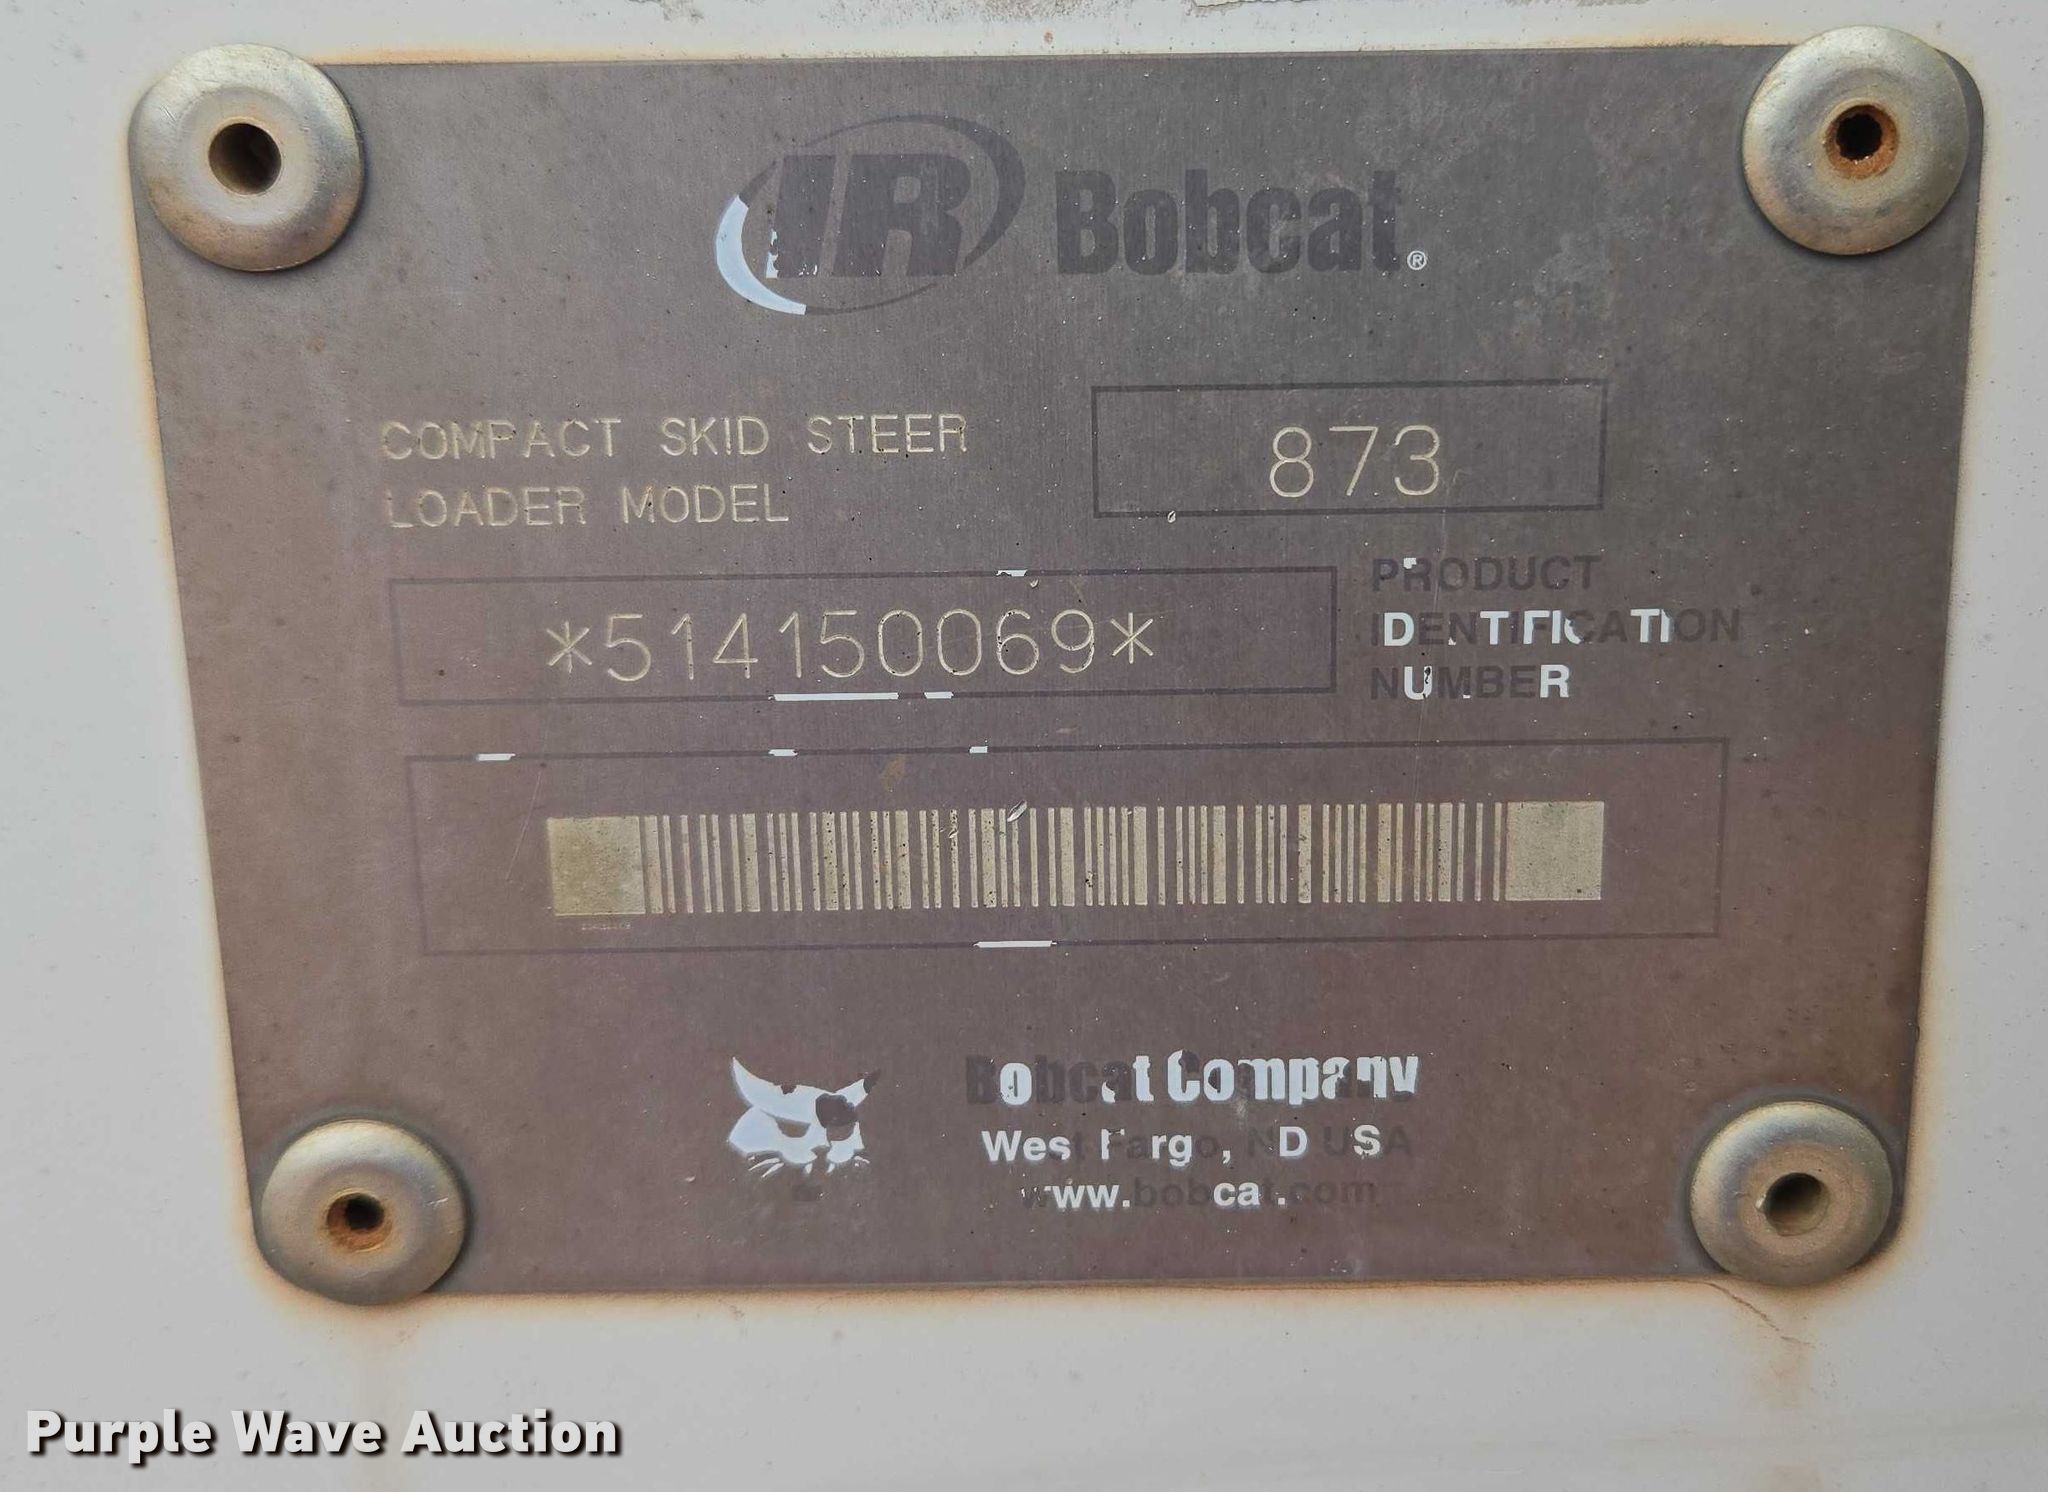 IR Bobcat®
COMPACT SKID STEER
LOADER MODEL
873
*514150069*
PRODUCT
IDENTIFICATION
NUMBER
Bobcat Company
West Fargo, ND USA
www.bobcat.com
Purple Wave Auction